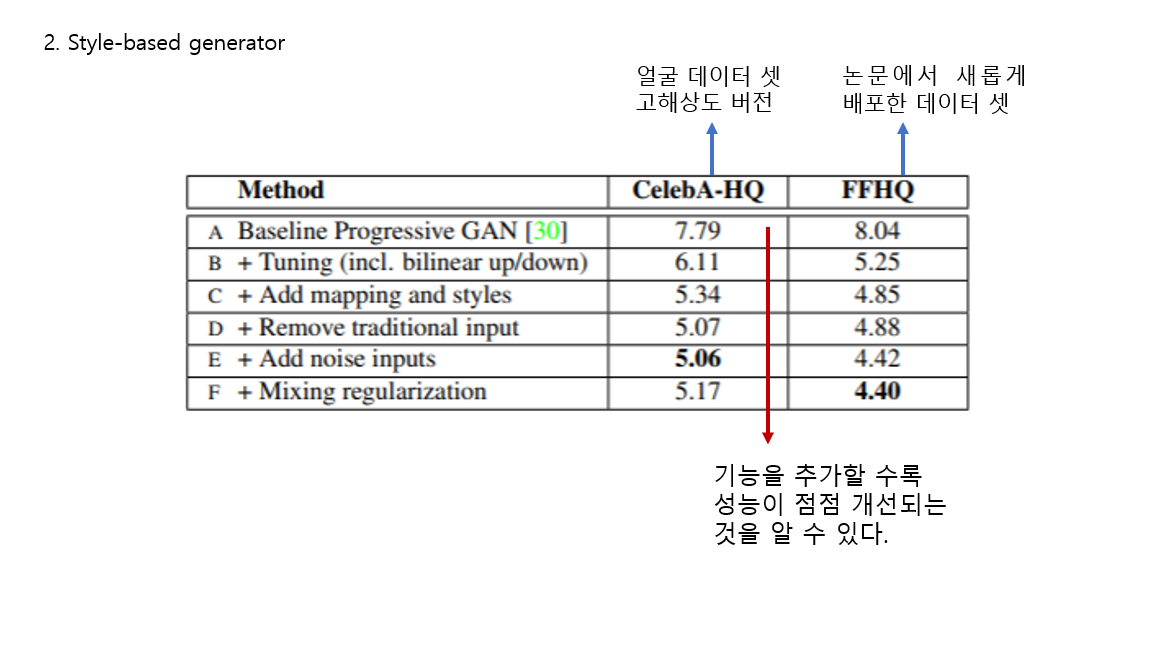 2. Style-based generator
얼굴 데이터 셋
고해상도 버전
논문에서 새롭게
배포한 데이터 셋
Method CelebA-HQ FFHQ
A Baseline Progressive GAN [30] 7.79 8.04
B + Tuning (incl. bilinear up/down) 6.11 5.25
C + Add mapping and styles 5.34 4.85
D + Remove traditional input 5.07 4.88
E + Add noise inputs 5.06 4.42
F + Mixing regularization 5.17 4.40
기능을 추가할 수록
성능이 점점 개선되는
것을 알 수 있다.